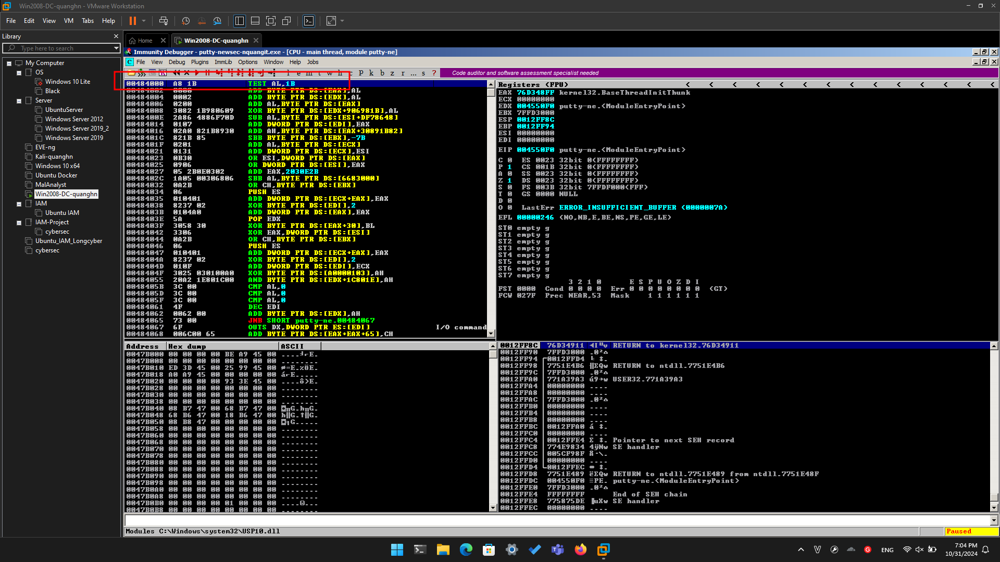 Win2008-DC-quanghn - VMware Workstation
File Edit View VM Tabs Help
Library
Type here to search
My Computer
OS
Windows 10 Lite
Black
Server
UbuntuServer
Windows Server 2012
Windows Server 2019_2
Windows Server 2019
EVE-ng
Kali-quanghn
Windows 10 x64
Ubuntu Docker
MalAnalyst
Win2008-DC-quanghn
IAM
Ubuntu IAM
IAM-Project
cybersec
Ubuntu_IAM_Longcyber
cybersec
Home
Win2008-DC-quanghn
Immunity Debugger - putty-newsec-nquangit.exe - [CPU - main thread, module putty-ne]
C File View Debug Plugins ImmLib Options Window Help Jobs
l e m t w h c P k b z r ... s ?
Code auditor and software assessment specialist needed
00484000 A8 1B TEST AL,1B
ADD BYTE PTR DS:[EAX],AL
00484004 0002 ADD BYTE PTR DS:[EDX],AL
00484006 0200 ADD AL,BYTE PTR DS:[EAX]
00484008 3082 1B980609 XOR BYTE PTR DS:[EDX+906981B],AL
0048400E 2A86 4886F70D SUB AL,BYTE PTR DS:[ESI+DF78648]
00484014 0107 ADD DWORD PTR DS:[EDI],EAX
00484016 02A0 821B8930 ADD AH,BYTE PTR DS:[EAX+30891B82]
0048401C 821B 85 SBB BYTE PTR DS:[EBX],-7B
0048401F 0201 ADD AL,BYTE PTR DS:[ECX]
00484021 0131 ADD DWORD PTR DS:[ECX],ESI
00484023 0B30 OR ESI,DWORD PTR DS:[EAX]
00484025 0906 OR DWORD PTR DS:[ESI],EAX
00484027 05 2B0E0302 ADD EAX,2030E2B
0048402C 1A05 00306806 SBB AL,BYTE PTR DS:[6683000]
00484032 0A2B OR CH,BYTE PTR DS:[EBX]
00484034 06 PUSH ES
00484035 010401 ADD DWORD PTR DS:[ECX+EAX],EAX
00484038 8237 02 XOR BYTE PTR DS:[EDI],2
0048403B 0104A0 ADD DWORD PTR DS:[EAX],EAX
0048403E 5A POP EDX
0048403F 3058 30 XOR BYTE PTR DS:[EAX+30],BL
00484042 3306 XOR EAX,DWORD PTR DS:[ESI]
00484044 0A2B OR CH,BYTE PTR DS:[EBX]
00484046 06 PUSH ES
00484047 010401 ADD DWORD PTR DS:[ECX+EAX],EAX
0048404A 8237 02 XOR BYTE PTR DS:[EDI],2
0048404D 010F ADD DWORD PTR DS:[EDI],ECX
0048404F 3025 030100A0 XOR BYTE PTR DS:[A0000103],AH
00484055 20A2 1E801C00 AND BYTE PTR DS:[EDX+1C801E],AH
0048405B 3C 00 CMP AL,0
0048405D 3C 00 CMP AL,0
0048405F 3C 00 CMP AL,0
00484061 4F DEC EDI
00484062 0062 00 ADD BYTE PTR DS:[EDX],AH
00484065 73 00 JNB SHORT putty-ne.00484067
00484067 6F OUTS DX,DWORD PTR ES:[EDI] I/O command
00484068 006C00 65 ADD BYTE PTR DS:[EAX+EAX+65],CH
Registers (FPU) < < < < < < < < < < < < < <
EAX 76D348FF kernel32.BaseThreadInitThunk
ECX 00000000
EDX 004550F0 putty-ne.<ModuleEntryPoint>
EBX 7FFD3000
ESP 0012FF8C
EBP 0012FF94
ESI 00000000
EDI 00000000
EIP 004550F0 putty-ne.<ModuleEntryPoint>
C 0 ES 0023 32bit 0(FFFFFFFF)
P 1 CS 001B 32bit 0(FFFFFFFF)
A 0 SS 0023 32bit 0(FFFFFFFF)
Z 1 DS 0023 32bit 0(FFFFFFFF)
S 0 FS 003B 32bit 7FFDF000(FFF)
T 0 GS 0000 NULL
D 0
O 0 LastErr ERROR_INSUFFICIENT_BUFFER (0000007A)
EFL 00000246 (NO,NB,E,BE,NS,PE,GE,LE)
ST0 empty g
ST1 empty g
ST2 empty g
ST3 empty g
ST4 empty g
ST5 empty g
ST6 empty g
ST7 empty g
3 2 1 0 E S P U O Z D I
FST 0000 Cond 0 0 0 0 Err 0 0 0 0 0 0 0 0 (GT)
FCW 027F Prec NEAR,53 Mask 1 1 1 1 1 1
Address Hex dump ASCII
0047B000 00 00 00 00 BE A9 45 00
0047B008 00 00 00 00 00 00 00 00 ........
0047B010 ED 3D 45 00 25 99 45 00
0047B018 A0 A9 45 00 00 00 00 00
0047B020 00 00 00 00 93 3E 45 00 ....ô>E.
0047B028 00 00 00 00 00 00 00 00 ........
0047B030 00 00 00 00 00 00 00 00 ........
0047B038 00 00 00 00 00 00 00 00 ........
0047B040 08 B7 47 00 68 B7 47 00
0047B048 68 B6 47 00 18 B6 47 00
0047B050 08 B8 47 00 00 00 00 00
0047B058 00 00 00 00 00 00 00 00 ........
0047B060 00 00 00 00 00 00 00 00 ........
0047B068 00 00 00 00 00 00 00 00 ........
0047B070 00 00 00 00 00 00 00 00 ........
0047B078 00 00 00 00 00 00 00 00 ........
0047B080 00 00 00 00 00 00 00 00 ........
0047B088 00 00 00 00 00 00 00 00 ........
0047B090 00 00 00 00 00 00 00 00 ........
0047B098 00 00 00 00 00 00 00 00 ........
0047B0A0 00 00 00 00 00 00 00 00 ........
0047B0A8 00 00 00 00 00 00 00 00 ........
0047B0B0 00 00 00 00 01 00 00 00 ....☺...
0047B0B8 00 00 00 00 00 00 00 00 ........
0012FF8C 76D34911 RETURN to kernel32.76D34911
0012FF90 7FFD3000
0012FF94 0012FFD4
0012FF98 7751E4B6 RETURN to ntdll.7751E4B6
0012FF9C 7FFD3000
0012FFA0 771A39A3 USER32.771A39A3
0012FFA4 00000000 ....
0012FFA8 00000000 ....
0012FFAC 7FFD3000
0012FFB0 00000000 ....
0012FFB4 00000000 ....
0012FFB8 00000000 ....
0012FFBC 0012FFA0
0012FFC0 00000000 ....
0012FFC4 0012FFE4 Pointer to next SEH record
0012FFC8 774E9834 SE handler
0012FFCC 005CF98F
0012FFD0 00000000 ....
0012FFD4 0012FFEC
0012FFD8 7751E489 RETURN to ntdll.7751E489 from ntdll.7751E48F
0012FFDC 004550F0 putty-ne.<ModuleEntryPoint>
0012FFE0 7FFD3000
0012FFE4 FFFFFFFF End of SEH chain
0012FFE8 775875DE SE handler
0012FFEC 00000000 ....
Modules C:\Windows\system32\USP10.dll
Paused
ENG
7:04 PM
10/31/2024